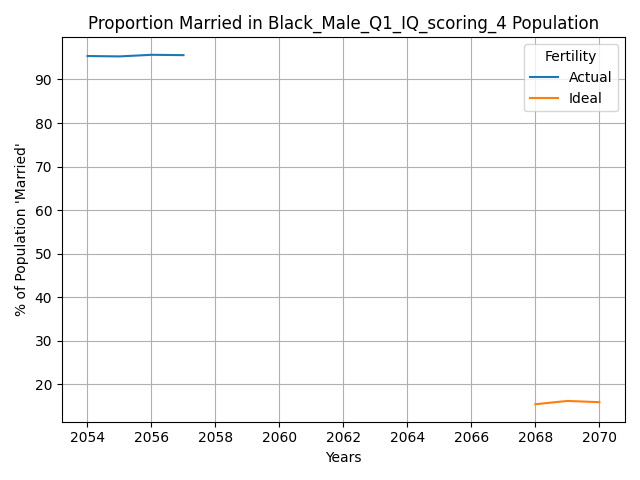 Proportion Married in Black_Male_Q1_IQ_scoring_4 Population
Fertility
Actual
Ideal
% of Population 'Married'
90
80
70
60
50
40
30
20
2054 2056 2058 2060 2062 2064 2066 2068 2070
Years